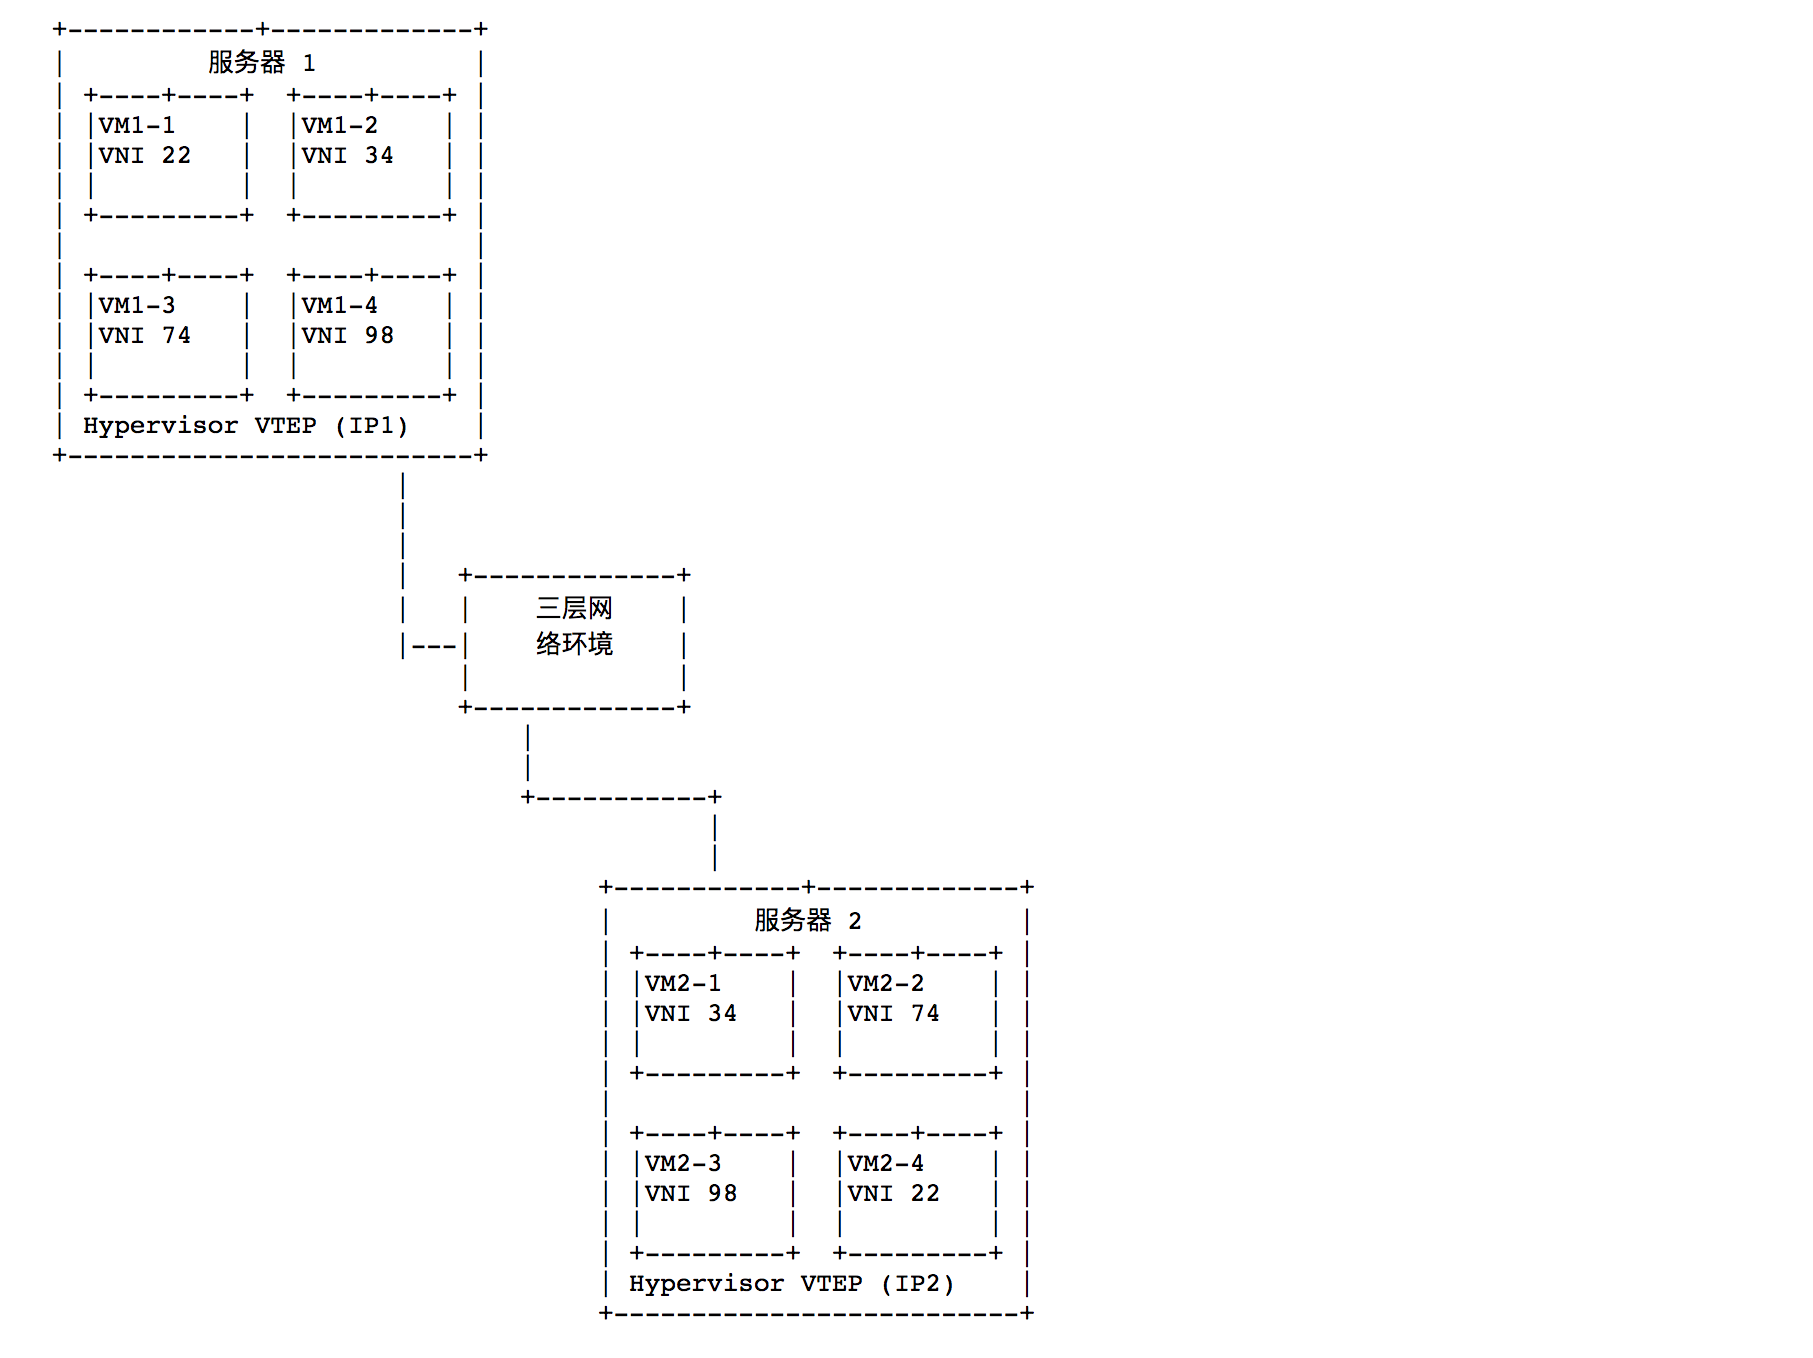 服务器 1
VM1-1 VM1-2
VNI 22 VNI 34
VM1-3 VM1-4
VNI 74 VNI 98
Hypervisor VTEP (IP1)
三层网
络环境
服务器 2
VM2-1 VM2-2
VNI 34 VNI 74
VM2-3 VM2-4
VNI 98 VNI 22
Hypervisor VTEP (IP2)